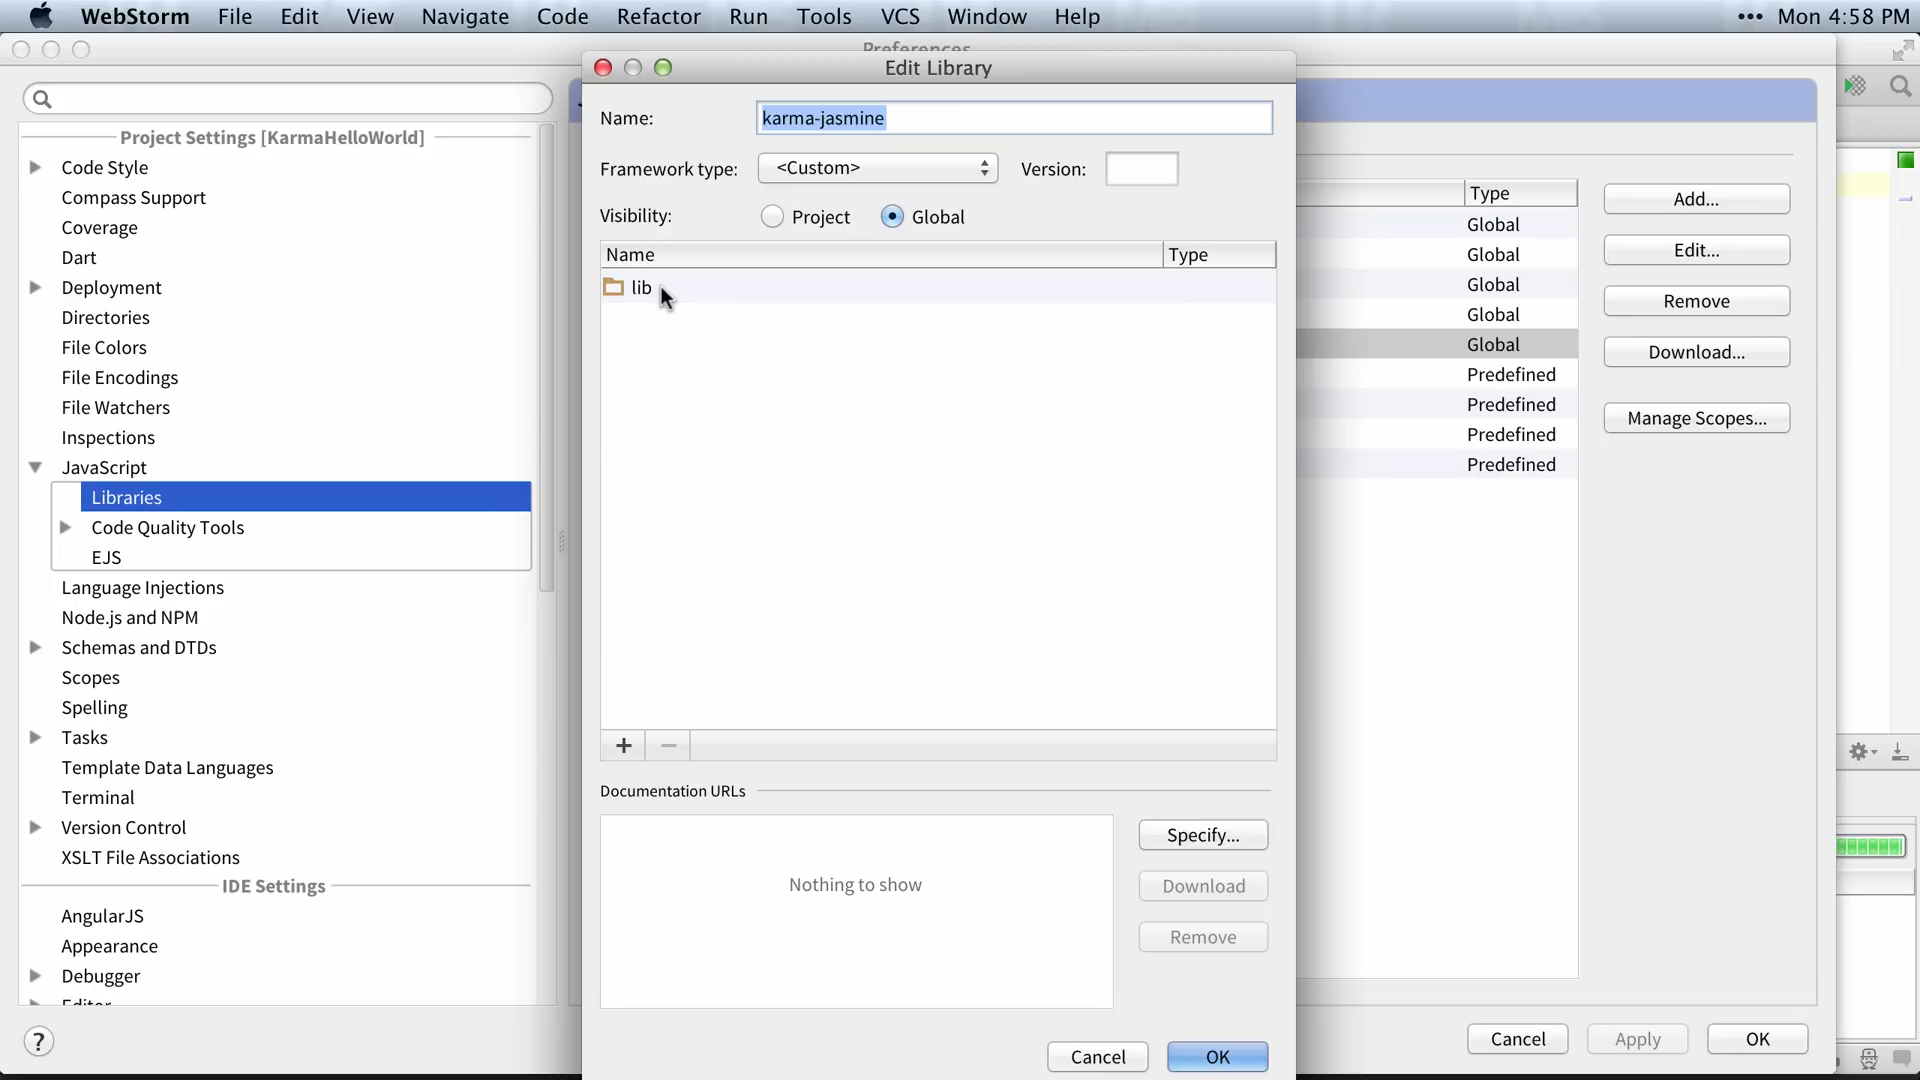 WebStorm File Edit View Navigate Code Refactor Run Tools VCS Window Help ••• Mon 4:58 PM
Preferences
Edit Library
Project Settings [KarmaHelloWorld]
Code Style
Compass Support
Coverage
Dart
Deployment
Directories
File Colors
File Encodings
File Watchers
Inspections
JavaScript
Libraries
Code Quality Tools
EJS
Language Injections
Node.js and NPM
Schemas and DTDs
Scopes
Spelling
Tasks
Template Data Languages
Terminal
Version Control
XSLT File Associations
IDE Settings
AngularJS
Appearance
Debugger
Editor
?
Name: karma-jasmine
Framework type: <Custom> Version:
Visibility: Project Global
Name Type
lib
+ −
Documentation URLs
Nothing to show
Specify...
Download
Remove
Cancel OK
Type
Global
Global
Global
Global
Global
Predefined
Predefined
Predefined
Predefined
Add...
Edit...
Remove
Download...
Manage Scopes...
Cancel Apply OK